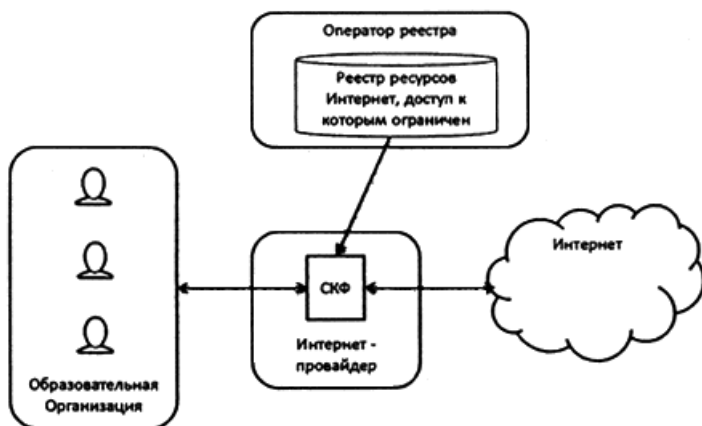 Оператор реестра
Реестр ресурсов
Интернет, доступ к
которым ограничен
Интернет
СКФ
Интернет -
провайдер
Образовательная
Организация